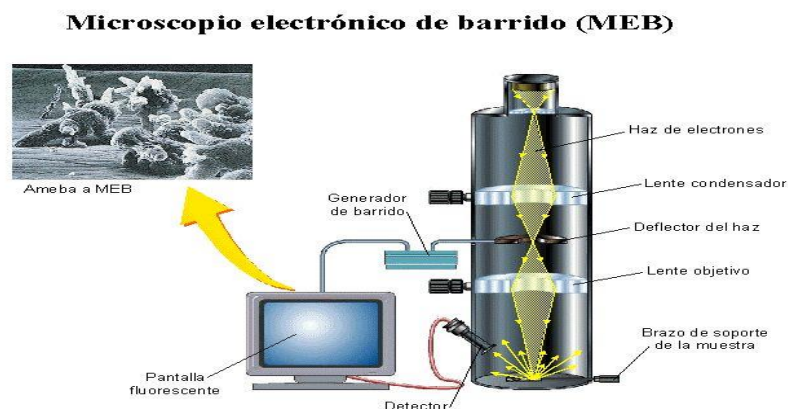 Microscopio electrónico de barrido (MEB)
Ameba a MEB
Haz de electrones
Lente condensador
Generador
de barrido
Deflector del haz
Lente objetivo
Brazo de soporte
de la muestra
Pantalla
fluorescente
Detector